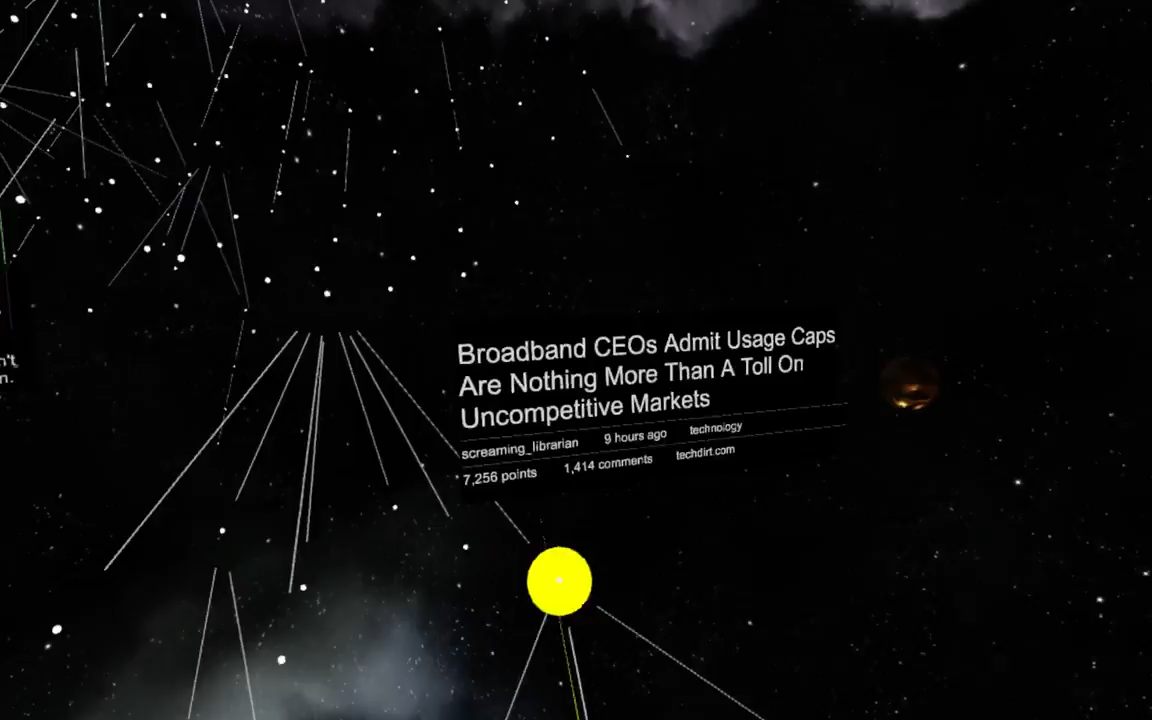 Broadband CEOs Admit Usage Caps
Are Nothing More Than A Toll On
Uncompetitive Markets
screaming_librarian 9 hours ago technology
7,256 points 1,414 comments techdirt.com